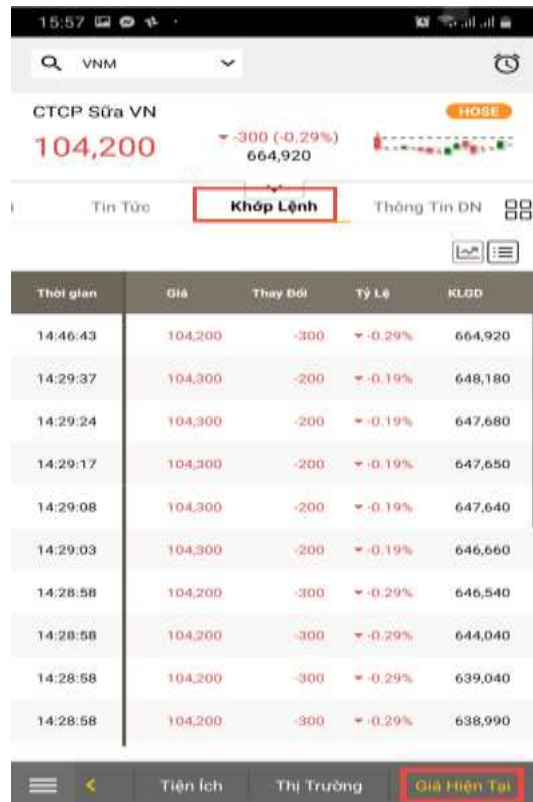 15:57
VNM
CTCP Sữa VN
HOSE
104,200
-300 (-0,29%)
664,920
Tin Tức Khớp Lệnh Thông Tin DN
Thời gian Giá Thay Đổi Tỷ Lệ KLGD
14:46:43 104,200 -300 -0.29% 664,920
14:29:37 104,300 -200 -0.19% 648,180
14:29:24 104,300 -200 -0.19% 647,680
14:29:17 104,300 -200 -0.19% 647,650
14:29:08 104,300 -200 -0.19% 647,640
14:29:03 104,300 -200 -0.19% 646,660
14:28:58 104,200 -300 -0.29% 646,540
14:28:58 104,200 -300 -0.29% 644,040
14:28:58 104,200 -300 -0.29% 639,040
14:28:58 104,200 -300 -0.29% 638,990
Tiện Ích Thị Trường Giá Hiện Tại